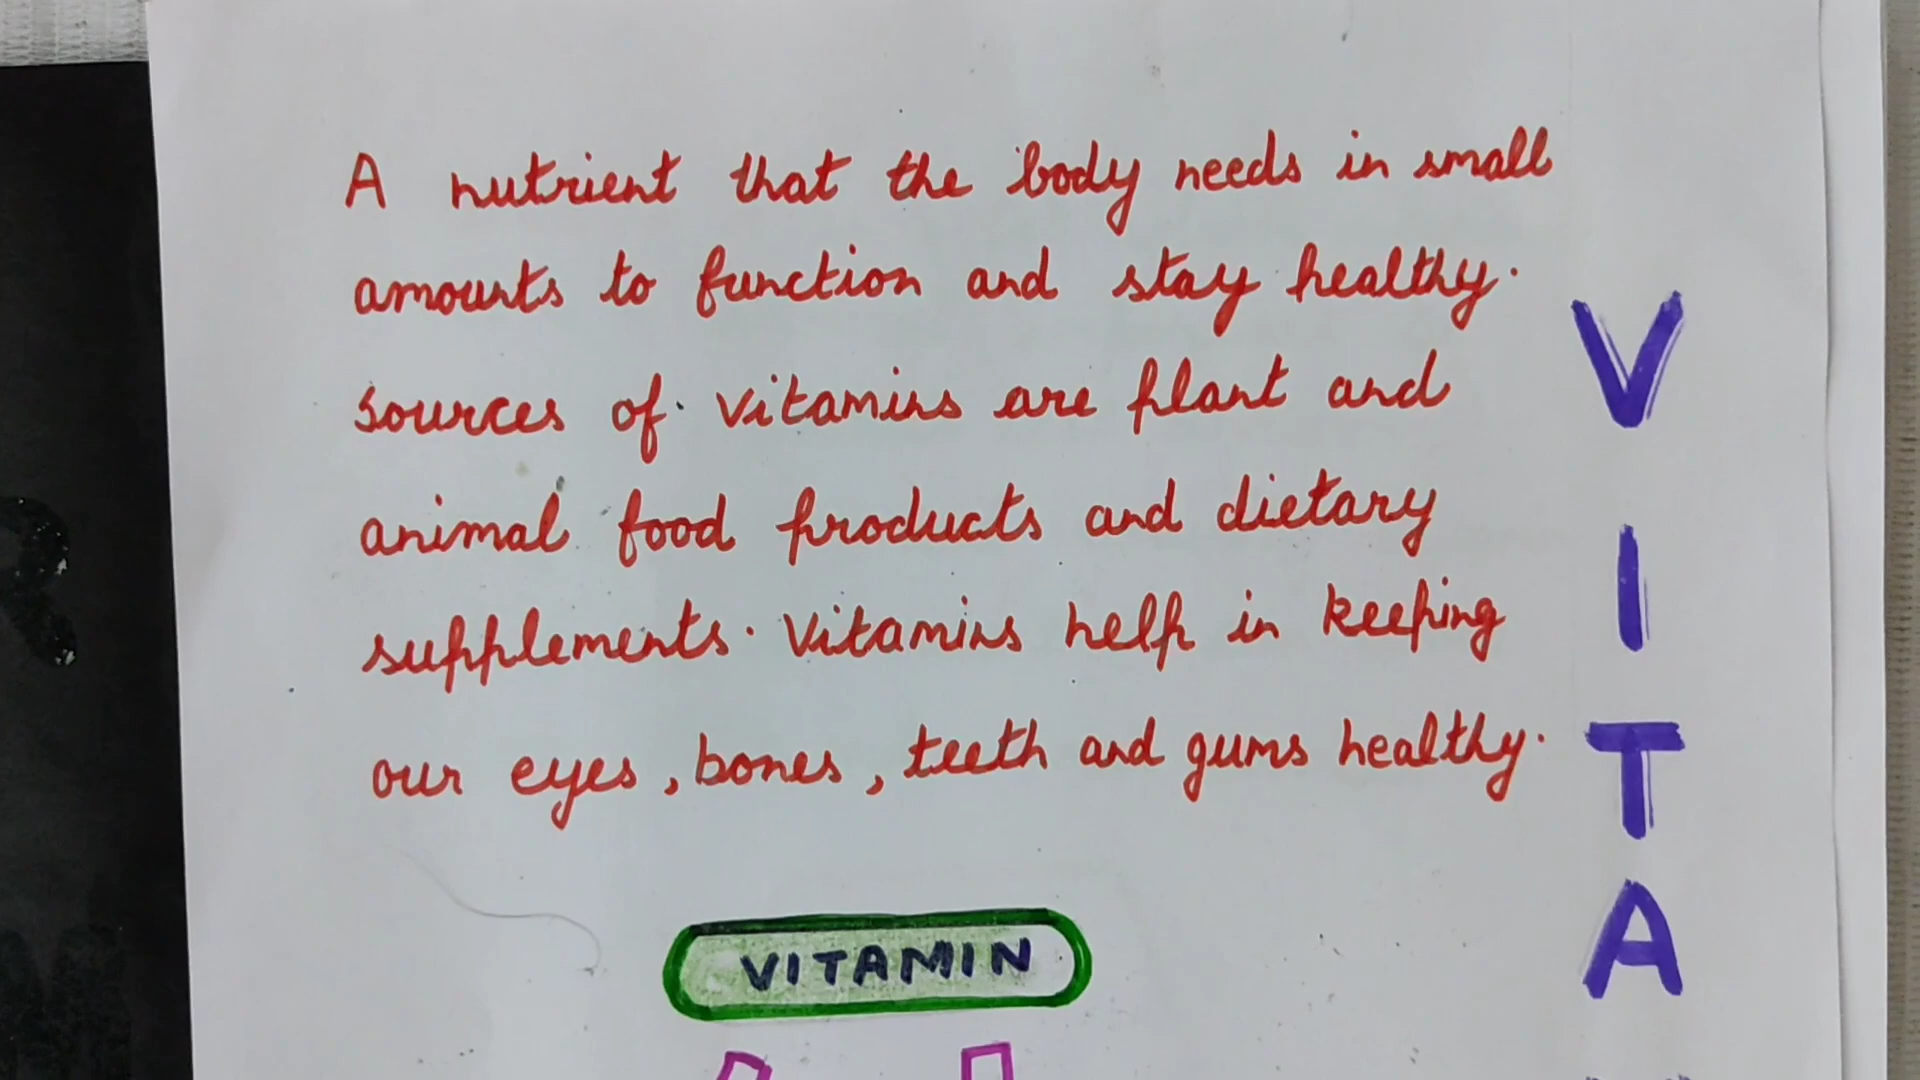 A nutrient that the body needs in small
amounts to function and stay healthy.
sources of vitamins are plant and
animal food products and dietary
supplements. Vitamins help in keeping
our eyes, bones, teeth and gums healthy.
VITAMIN
V
I
T
A